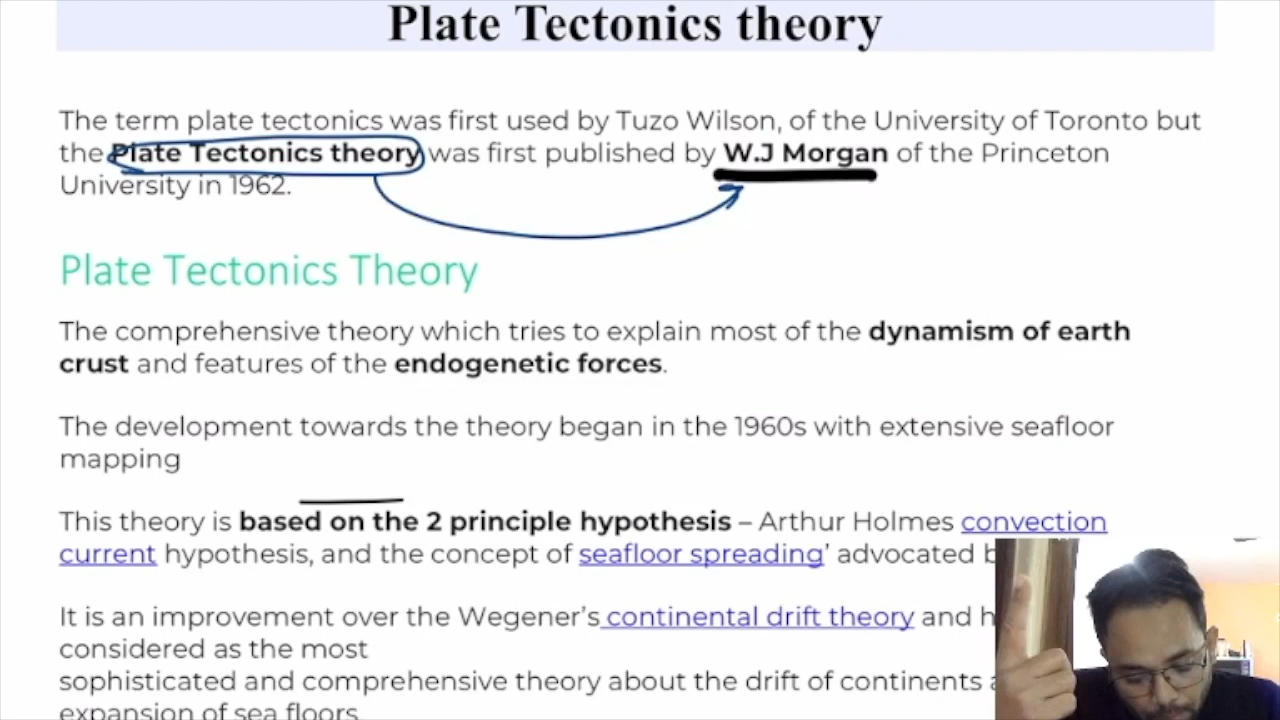 Plate Tectonics theory
The term plate tectonics was first used by Tuzo Wilson, of the University of Toronto but
the Plate Tectonics theory was first published by W.J Morgan of the Princeton
University in 1962.
Plate Tectonics Theory
The comprehensive theory which tries to explain most of the dynamism of earth
crust and features of the endogenetic forces.
The development towards the theory began in the 1960s with extensive seafloor
mapping
This theory is based on the 2 principle hypothesis – Arthur Holmes convection
current hypothesis, and the concept of seafloor spreading’ advocated
It is an improvement over the Wegener’s continental drift theory and
considered as the most
sophisticated and comprehensive theory about the drift of continents
expansion of sea floors